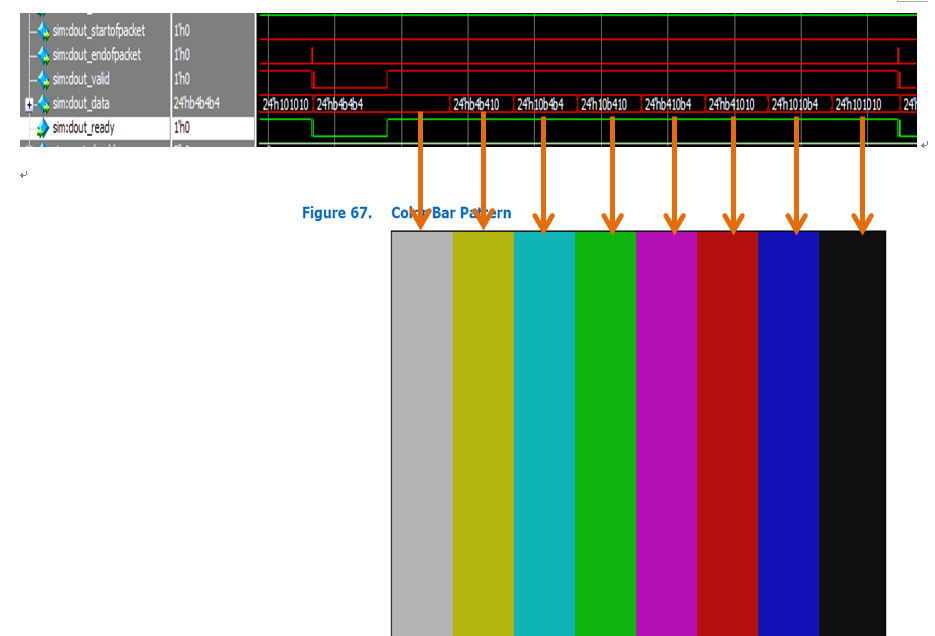 sim:dout_startofpacket 1'h0
sim:dout_endofpacket 1'h0
sim:dout_valid 1'h0
sim:dout_data 24'hb4b4b4 24'h101010 24'hb4b4b4 24'hb4b410 24'h10b4b4 24'h10b410 24'hb410b4 24'hb41010 24'h1010b4 24'h101010 24'h
sim:dout_ready 1'h0
Figure 67. Color Bar Pattern